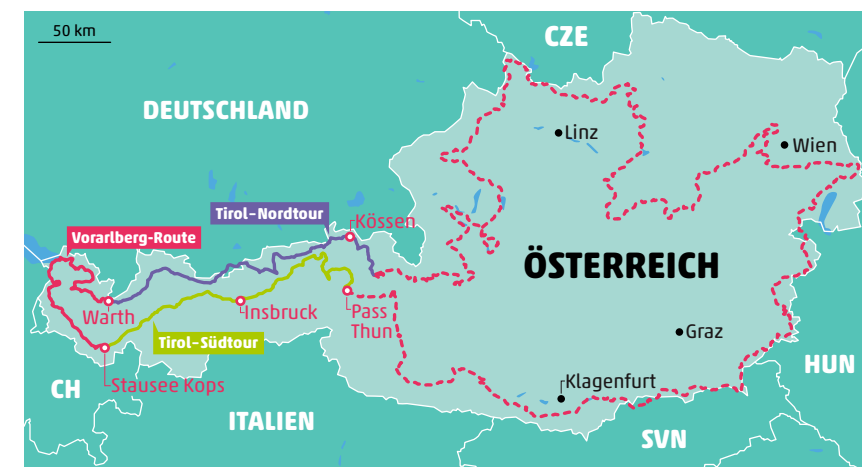 50 km
CZE
DEUTSCHLAND
Linz
Wien
Tirol–Nordtour
Kössen
Vorarlberg-Route
ÖSTERREICH
Warth
Insbruck
Pass
Thun
Tirol–Südtour
Graz
Stausee Kops
Klagenfurt
HUN
CH
ITALIEN
SVN